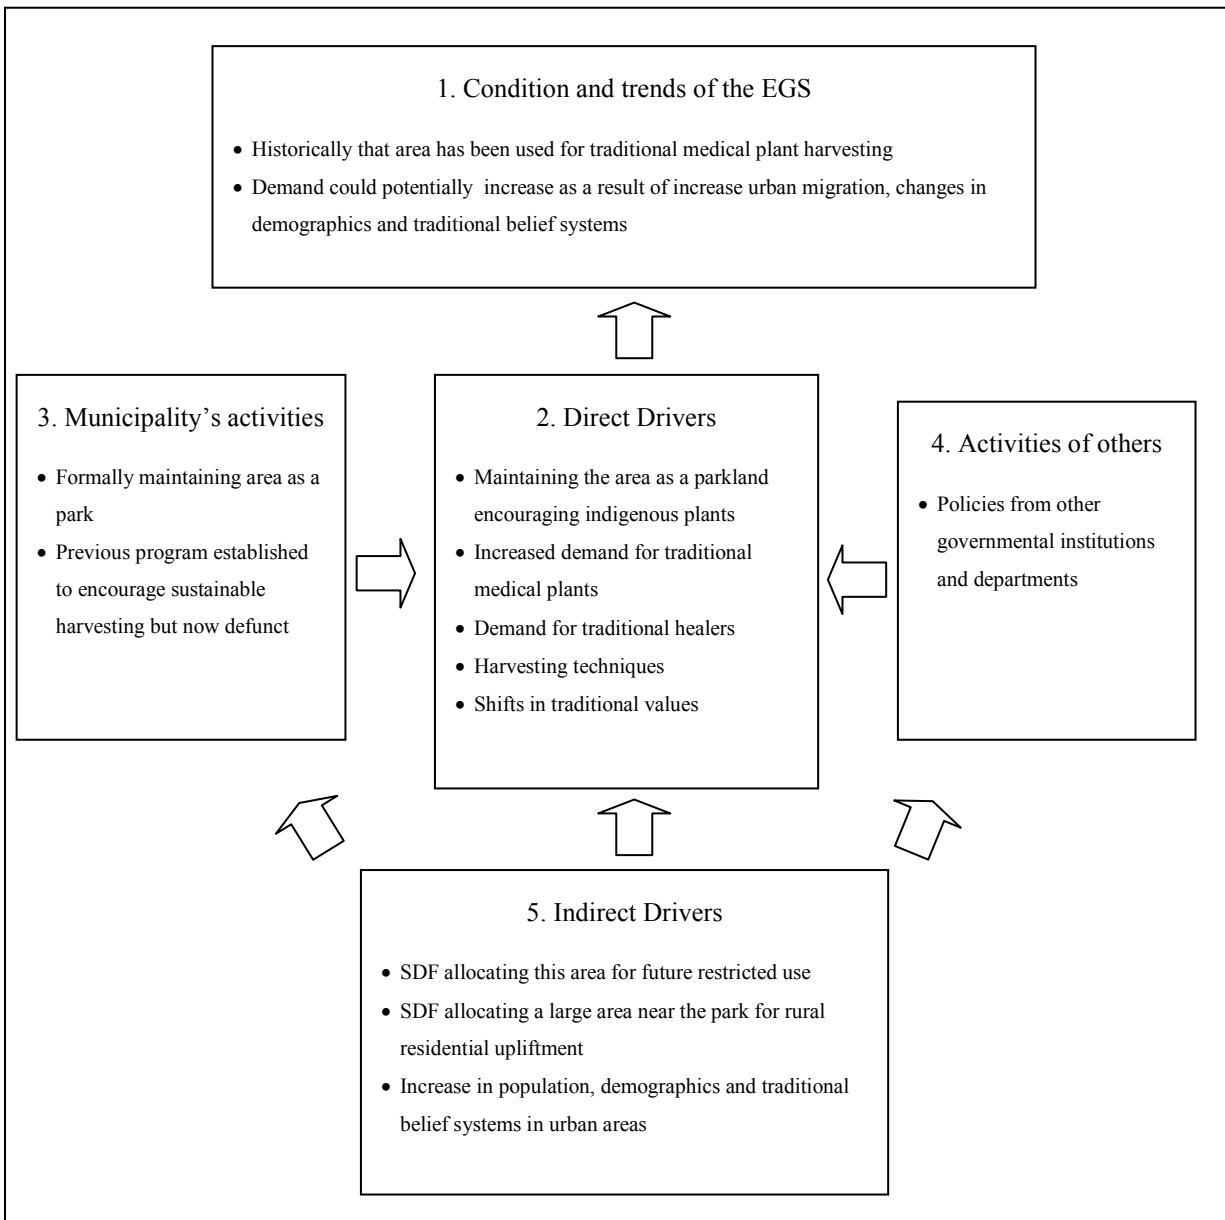 1. Condition and trends of the EGS
• Historically that area has been used for traditional medical plant harvesting
• Demand could potentially increase as a result of increase urban migration, changes in
demographics and traditional belief systems
3. Municipality’s activities
• Formally maintaining area as a
park
• Previous program established
to encourage sustainable
harvesting but now defunct
2. Direct Drivers
• Maintaining the area as a parkland
encouraging indigenous plants
• Increased demand for traditional
medical plants
• Demand for traditional healers
• Harvesting techniques
• Shifts in traditional values
4. Activities of others
• Policies from other
governmental institutions
and departments
5. Indirect Drivers
• SDF allocating this area for future restricted use
• SDF allocating a large area near the park for rural
residential upliftment
• Increase in population, demographics and traditional
belief systems in urban areas